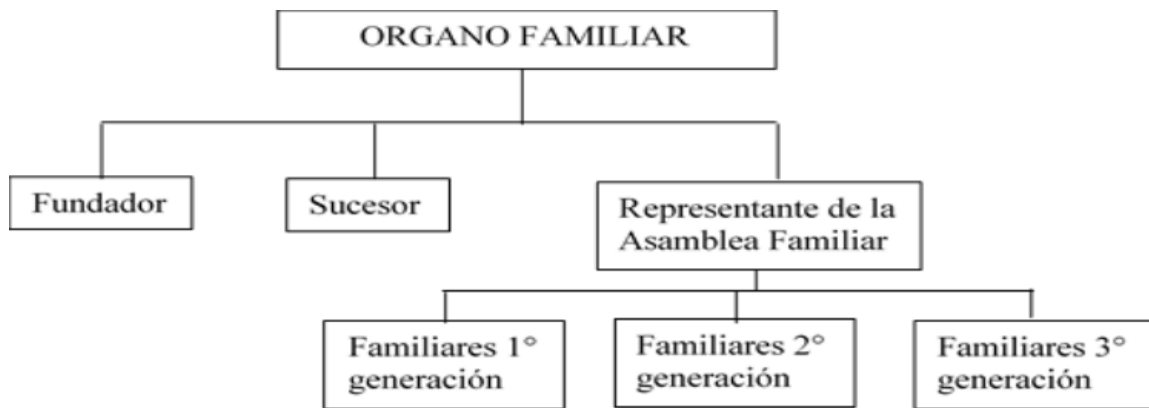 ORGANO FAMILIAR
Fundador
Sucesor
Representante de la
Asamblea Familiar
Familiares 1°
generación
Familiares 2°
generación
Familiares 3°
generación